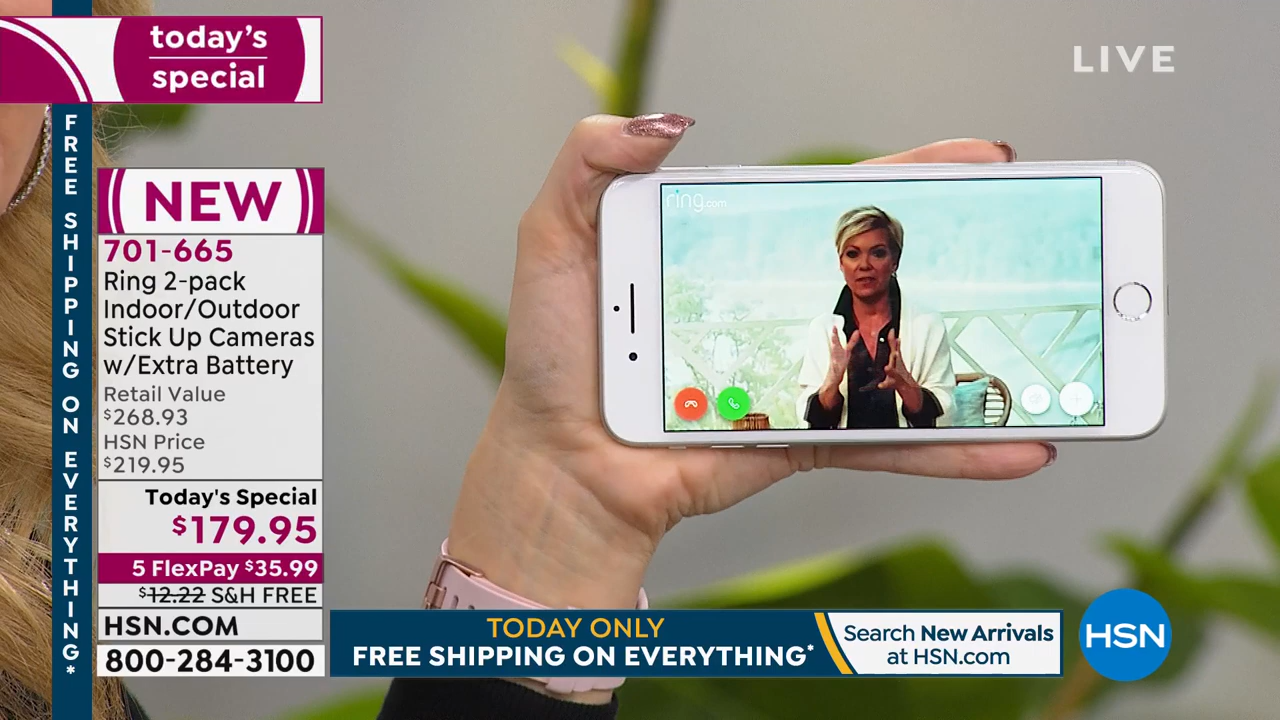 today's
special
LIVE
FREE SHIPPING ON EVERYTHING*
NEW
701-665
Ring 2-pack
Indoor/Outdoor
Stick Up Cameras
w/Extra Battery
Retail Value
$268.93
HSN Price
$219.95
Today's Special
$179.95
5 FlexPay $35.99
$12.22 S&H FREE
HSN.COM
800-284-3100
ring.com
TODAY ONLY
FREE SHIPPING ON EVERYTHING*
Search New Arrivals
at HSN.com
HSN